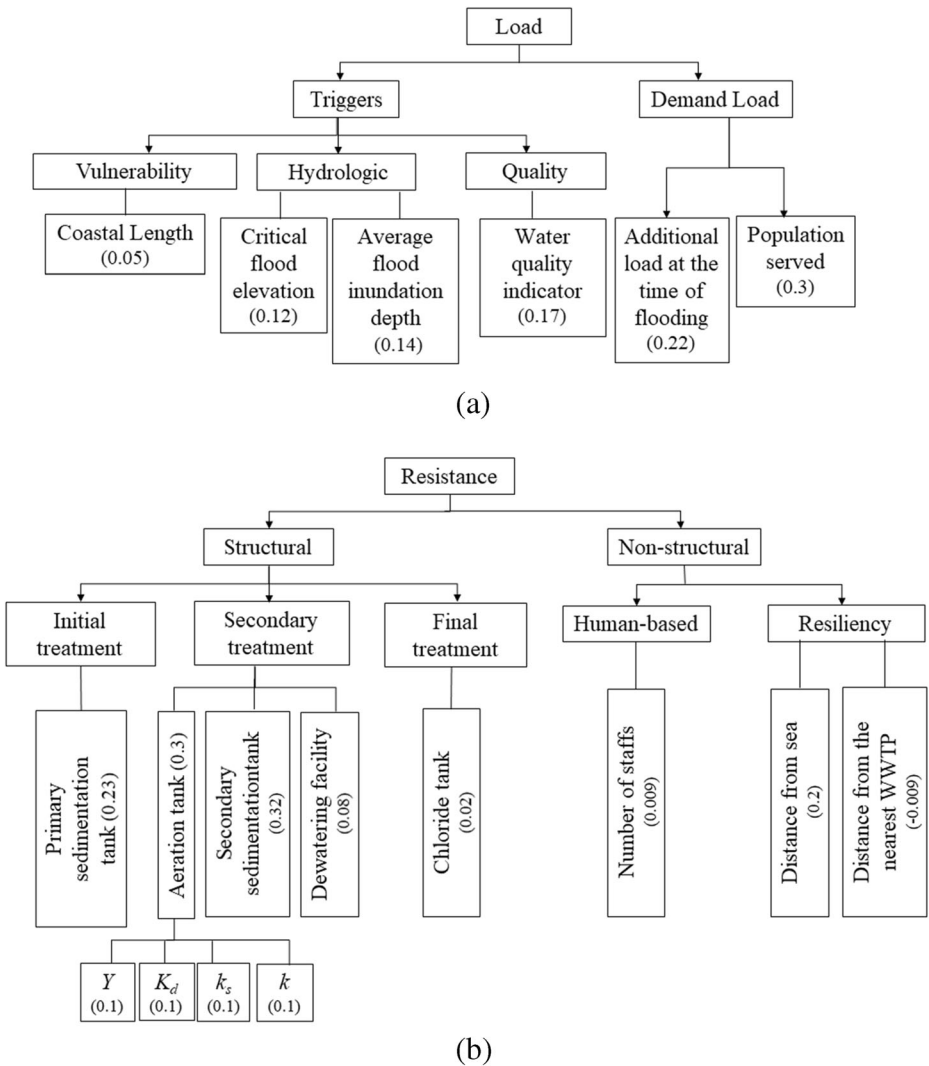 Load
Triggers
Demand Load
Vulnerability
Hydrologic
Quality
Coastal Length
(0.05)
Critical
flood
elevation
(0.12)
Average
flood
inundation
depth
(0.14)
Water
quality
indicator
(0.17)
Additional
load at the
time of
flooding
(0.22)
Population
served
(0.3)
(a)
Resistance
Structural
Non-structural
Initial
treatment
Secondary
treatment
Final
treatment
Human-based
Resiliency
Primary
sedimentation
tank (0.23)
Aeration tank (0.3)
Secondary
sedimentationtank
(0.32)
Dewatering facility
(0.08)
Chloride tank
(0.02)
Number of staffs
(0.009)
Distance from sea
(0.2)
Distance from the
nearest WWTP
(-0.009)
Y
(0.1)
K_d
(0.1)
k_s
(0.1)
k
(0.1)
(b)